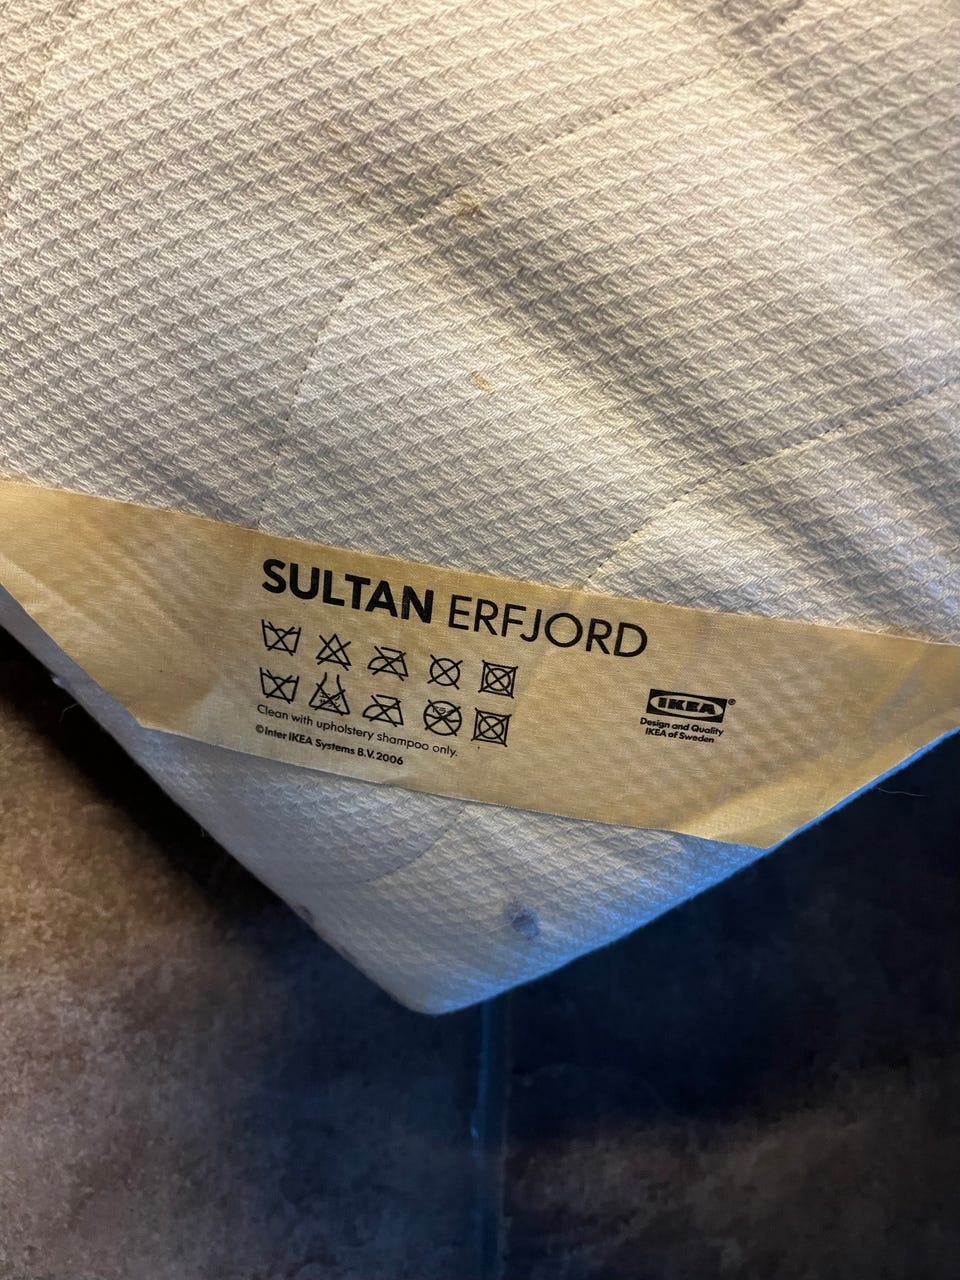 SULTAN ERFJORD
Clean with upholstery shampoo only.
©Inter IKEA Systems B.V. 2006
IKEA®
Design and Quality
IKEA of Sweden